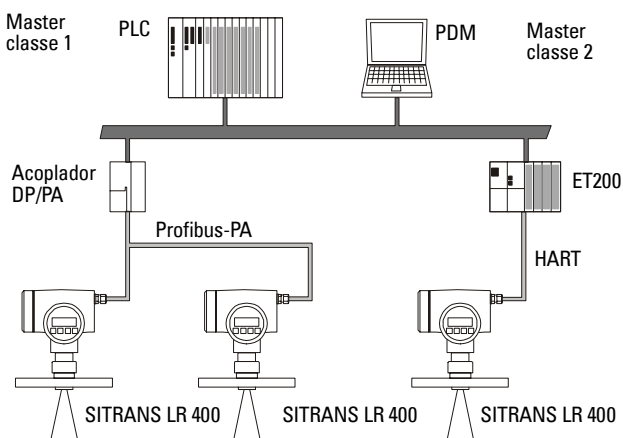 Master
classe 1
PLC
PDM
Master
classe 2
Acoplador
DP/PA
ET200
Profibus-PA
HART
SITRANS LR 400
SITRANS LR 400
SITRANS LR 400